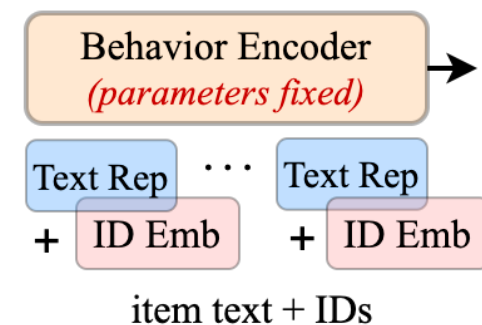 Behavior Encoder
(parameters fixed)
Text Rep ... Text Rep
+ ID Emb + ID Emb
item text + IDs